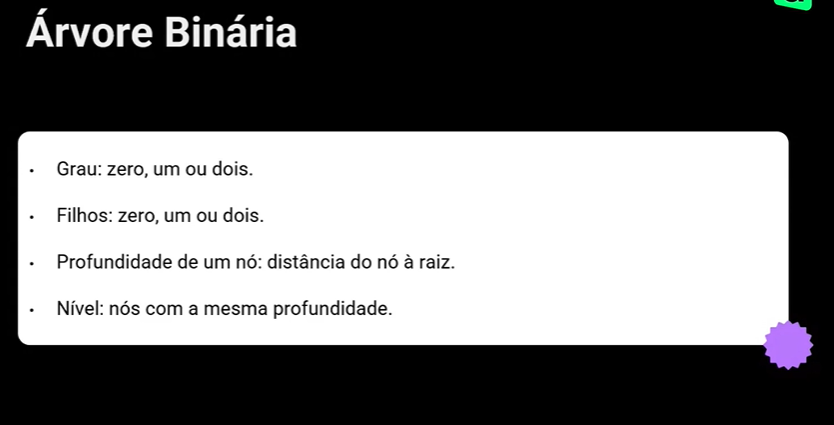 Árvore Binária
• Grau: zero, um ou dois.
• Filhos: zero, um ou dois.
• Profundidade de um nó: distância do nó à raiz.
• Nível: nós com a mesma profundidade.